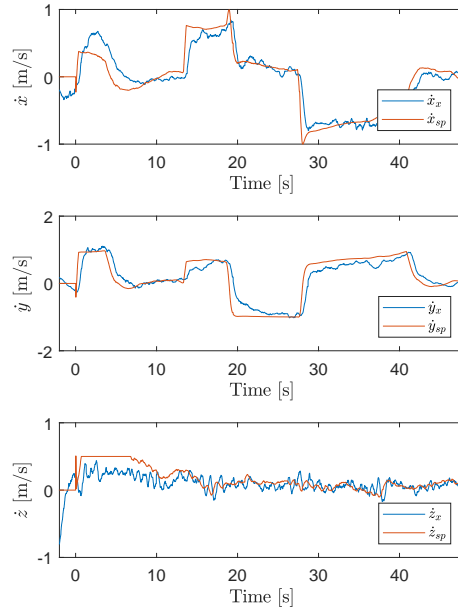 1
0
-1
ẋ [m/s]
0 10 20 30 40
Time [s]
ẋₓ
ẋₛₚ
2
0
-2
ẏ [m/s]
0 10 20 30 40
Time [s]
ẏₓ
ẏₛₚ
1
0
-1
ż [m/s]
0 10 20 30 40
Time [s]
żₓ
żₛₚ